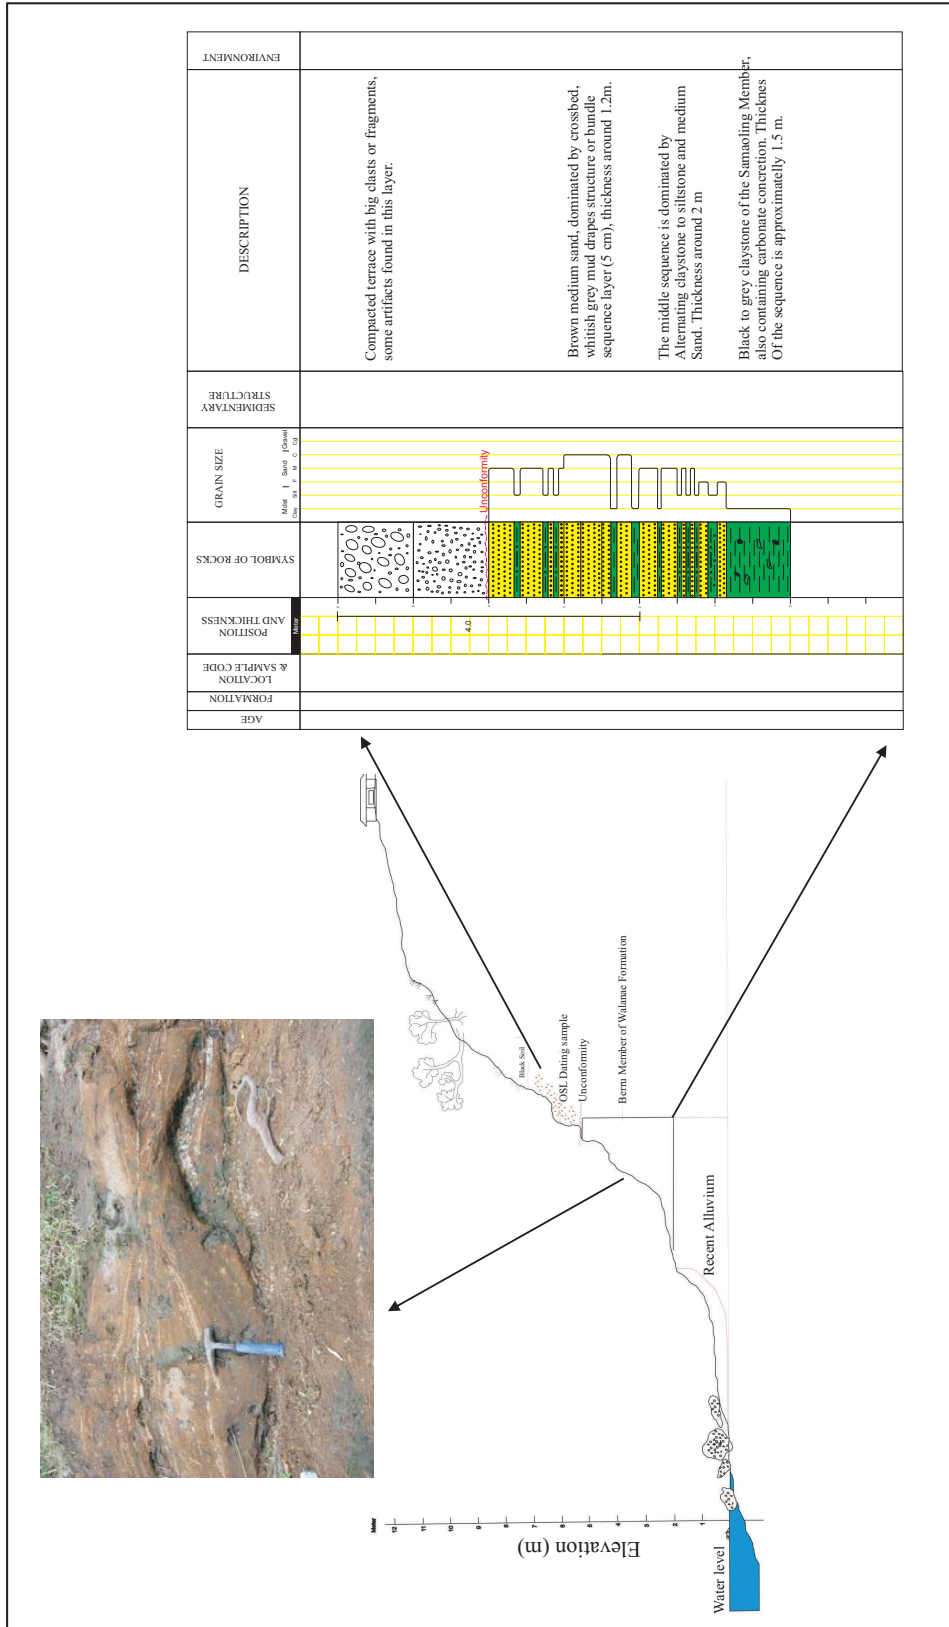 AGE
FORMATION
LOCATION
& SAMPLE CODE
POSITION
AND THICKNESS
Meter
SYMBOL OF ROCKS
GRAIN SIZE
Mdst
Sand
Gravel
Clay
Silt
F
M
C
Cg
SEDIMENTARY
STRUCTURE
DESCRIPTION
ENVIRONMENT
4.0
Unconformity
Compacted terrace with big clasts or fragments,
some artifacts found in this layer.
Brown medium sand, dominated by crossbed,
whitish grey mud drapes structure or bundle
sequence layer (5 cm), thickness around 1.2m.
The middle sequence is dominated by
Alternating claystone to siltstone and medium
Sand. Thickness around 2 m
Black to grey claystone of the Samaoling Member,
also containing carbonate concretion. Thicknes
Of the sequence is approximatelly 1.5 m.
Black Soil
OSL Dating sample
Unconformity
Berru Member of Walanae Formation
Recent Alluvium
Meter
12
11
10
9
8
7
6
5
4
3
2
1
Elevation (m)
Water level